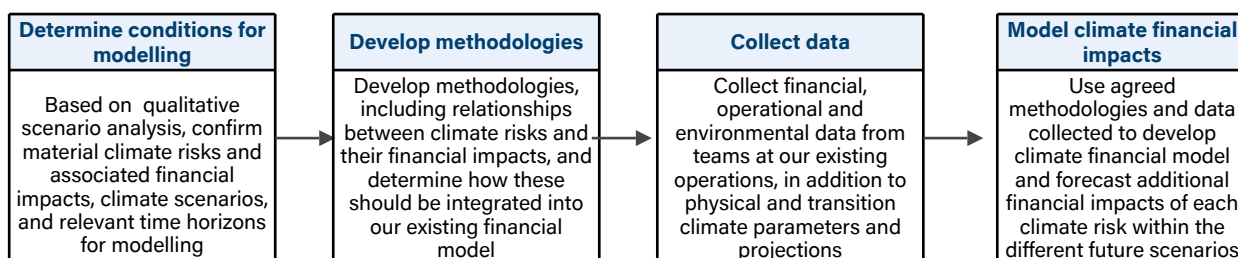 Determine conditions for
modelling
Based on qualitative
scenario analysis, confirm
material climate risks and
associated financial
impacts, climate scenarios,
and relevant time horizons
for modelling
Develop methodologies
Develop methodologies,
including relationships
between climate risks and
their financial impacts, and
determine how these
should be integrated into
our existing financial
model
Collect data
Collect financial,
operational and
environmental data from
teams at our existing
operations, in addition to
physical and transition
climate parameters and
projections
Model climate financial
impacts
Use agreed
methodologies and data
collected to develop
climate financial model
and forecast additional
financial impacts of each
climate risk within the
different future scenarios